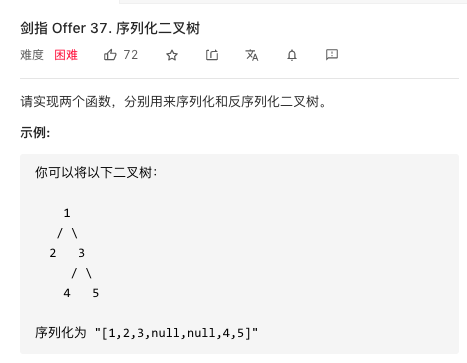 剑指 Offer 37. 序列化二叉树
难度 困难 72
请实现两个函数，分别用来序列化和反序列化二叉树。
示例:
你可以将以下二叉树：
1
/ \
2 3
/ \
4 5
序列化为 "[1,2,3,null,null,4,5]"